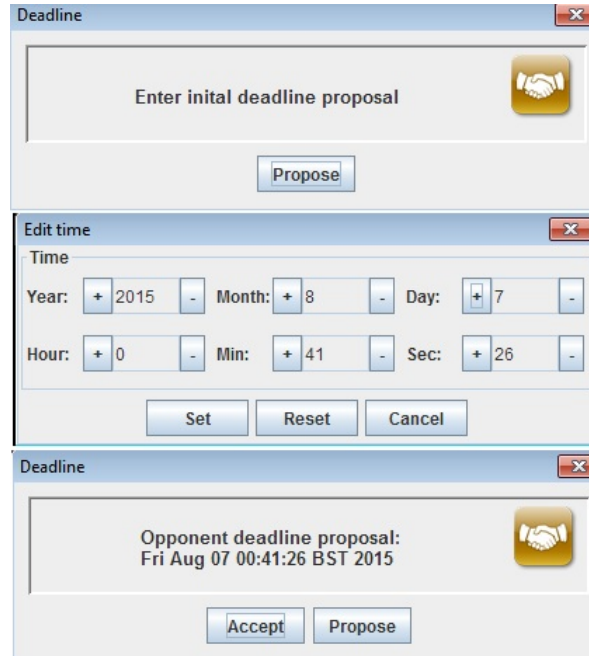 Deadline
Enter inital deadline proposal
Propose
Edit time
Time
Year: + 2015 - Month: + 8 - Day: + 7 -
Hour: + 0 - Min: + 41 - Sec: + 26 -
Set Reset Cancel
Deadline
Opponent deadline proposal:
Fri Aug 07 00:41:26 BST 2015
Accept Propose